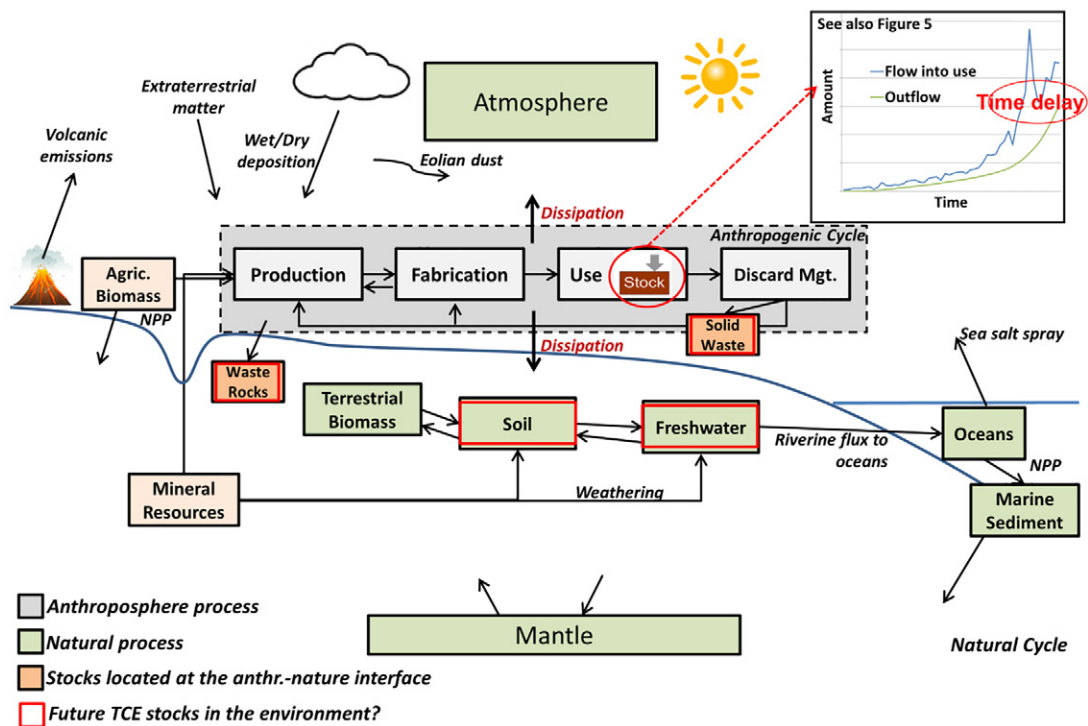 See also Figure 5
Amount
Flow into use
Outflow
Time delay
Time
Extraterrestrial
matter
Volcanic
emissions
Wet/Dry
deposition
Atmosphere
Eolian dust
Dissipation
Anthropogenic Cycle
Agric.
Biomass
NPP
Production
Fabrication
Use
Stock
Discard Mgt.
Solid
Waste
Dissipation
Waste
Rocks
Sea salt spray
Terrestrial
Biomass
Soil
Freshwater
Riverine flux to
oceans
Oceans
NPP
Mineral
Resources
Weathering
Marine
Sediment
Mantle
Natural Cycle
Anthroposphere process
Natural process
Stocks located at the anthr.-nature interface
Future TCE stocks in the environment?